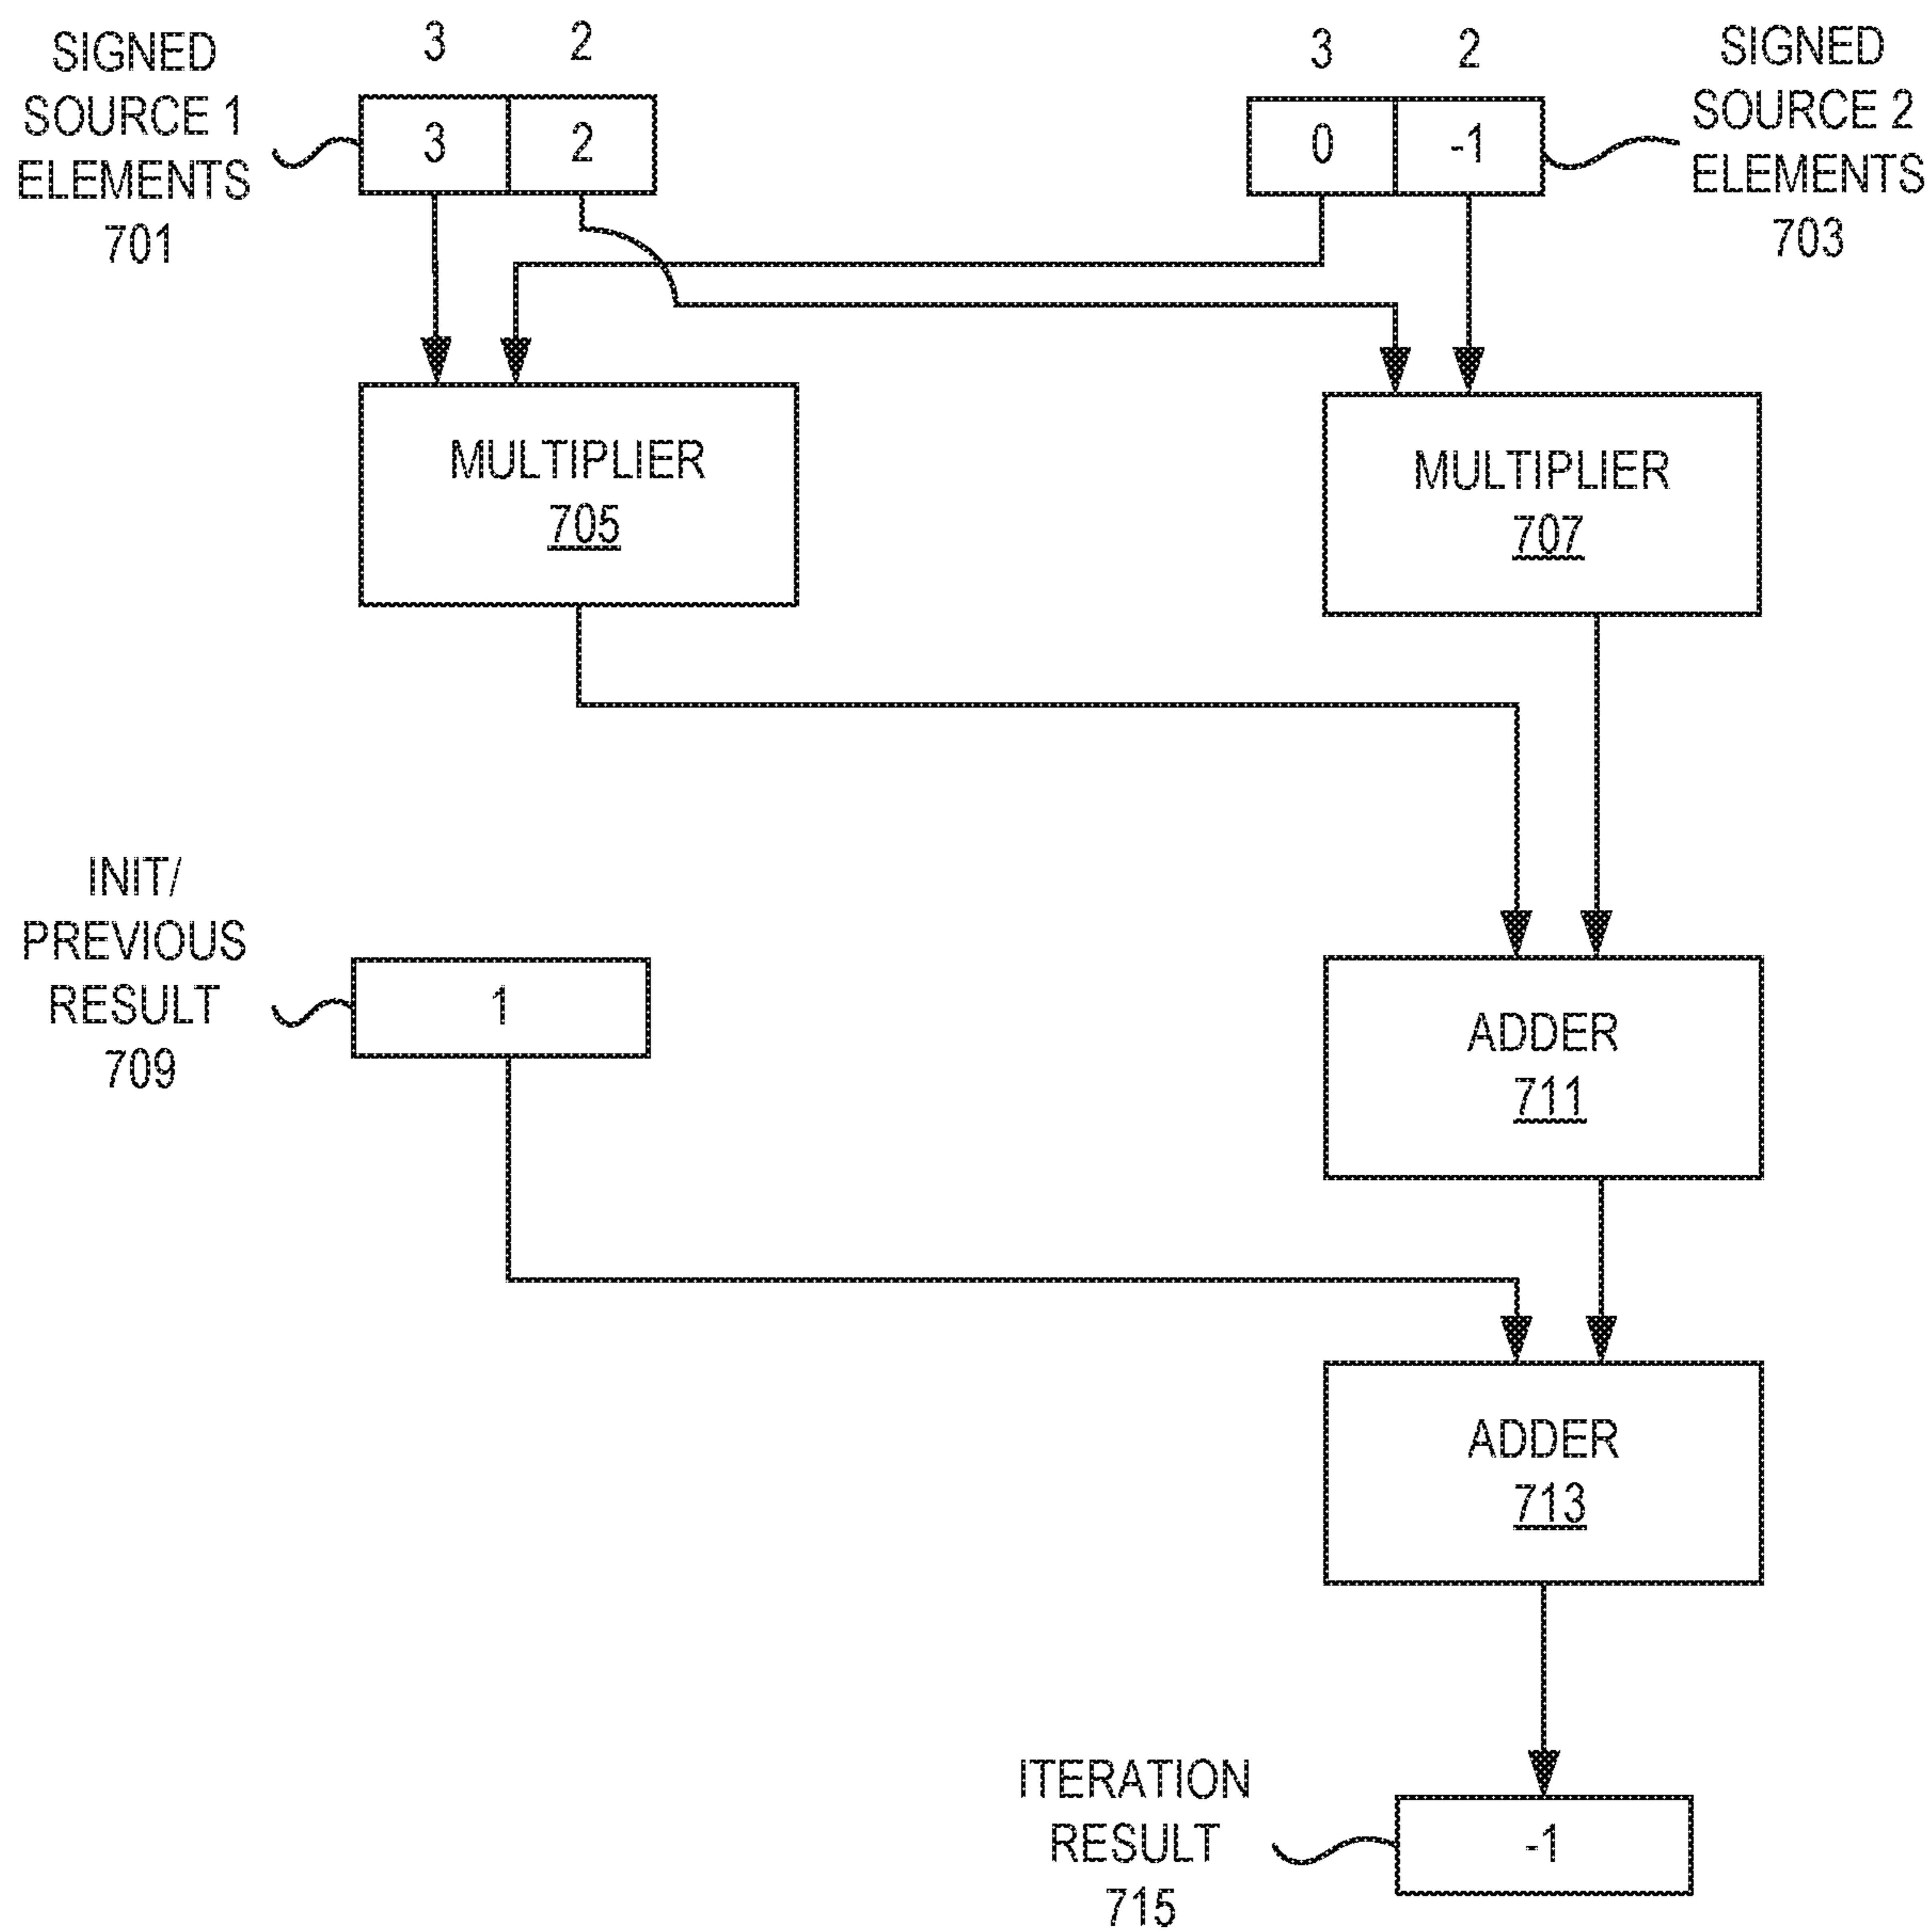 SIGNED
SOURCE 1
ELEMENTS
701
3 2
3 2
3 2
0 -1
SIGNED
SOURCE 2
ELEMENTS
703
MULTIPLIER
705
MULTIPLIER
707
INIT/
PREVIOUS
RESULT
709
1
ADDER
711
ADDER
713
ITERATION
RESULT
715
-1